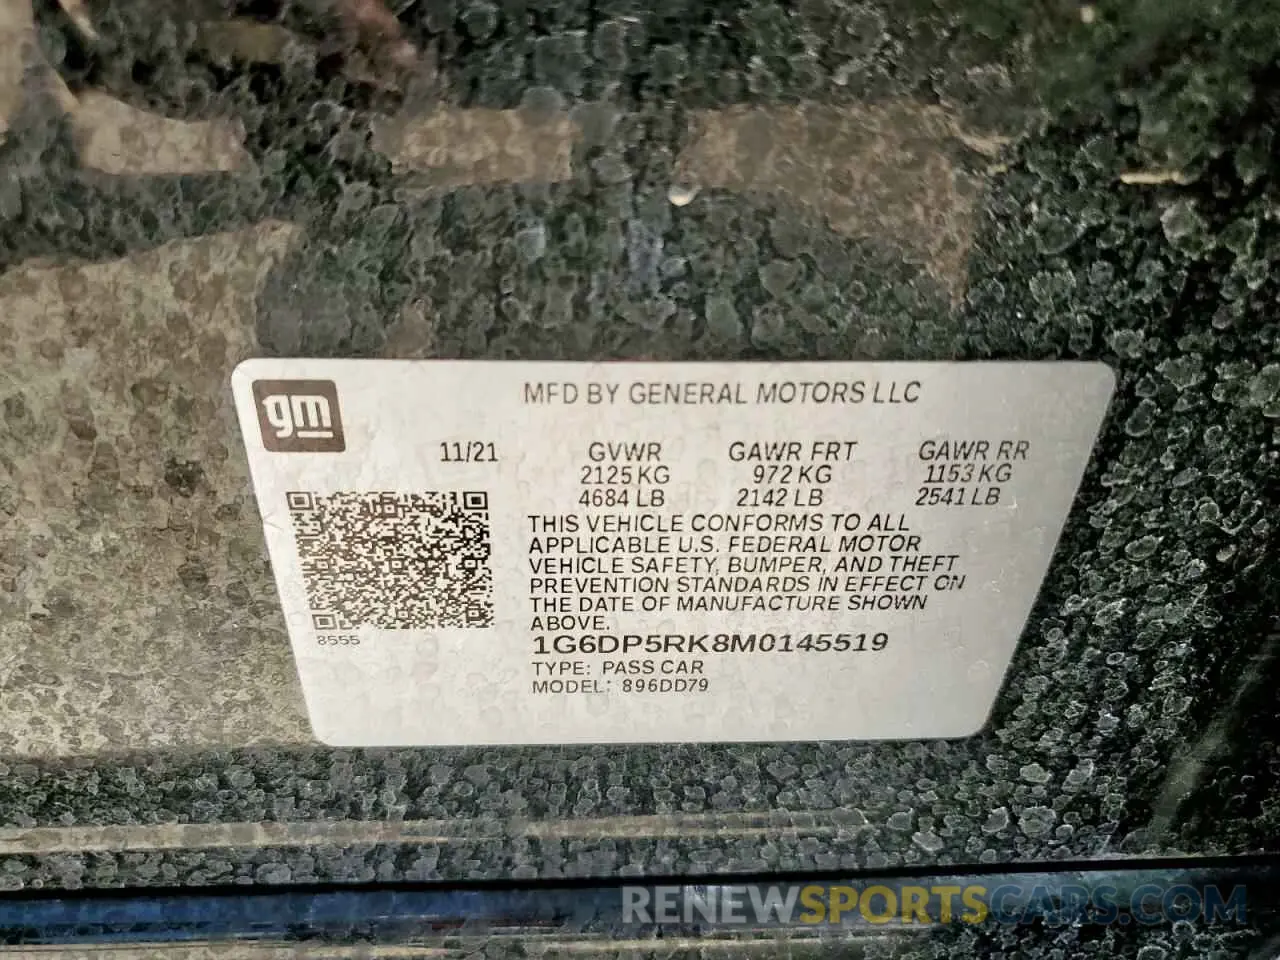 gm
MFD BY GENERAL MOTORS LLC
11/21 GVWR GAWR FRT GAWR RR
2125 KG 972 KG 1153 KG
4684 LB 2142 LB 2541 LB
THIS VEHICLE CONFORMS TO ALL
APPLICABLE U.S. FEDERAL MOTOR
VEHICLE SAFETY, BUMPER, AND THEFT
PREVENTION STANDARDS IN EFFECT ON
THE DATE OF MANUFACTURE SHOWN
ABOVE.
8555
1G6DP5RK8M0145519
TYPE: PASS CAR
MODEL: 896DD79
RENEWSPORTSCARS.COM